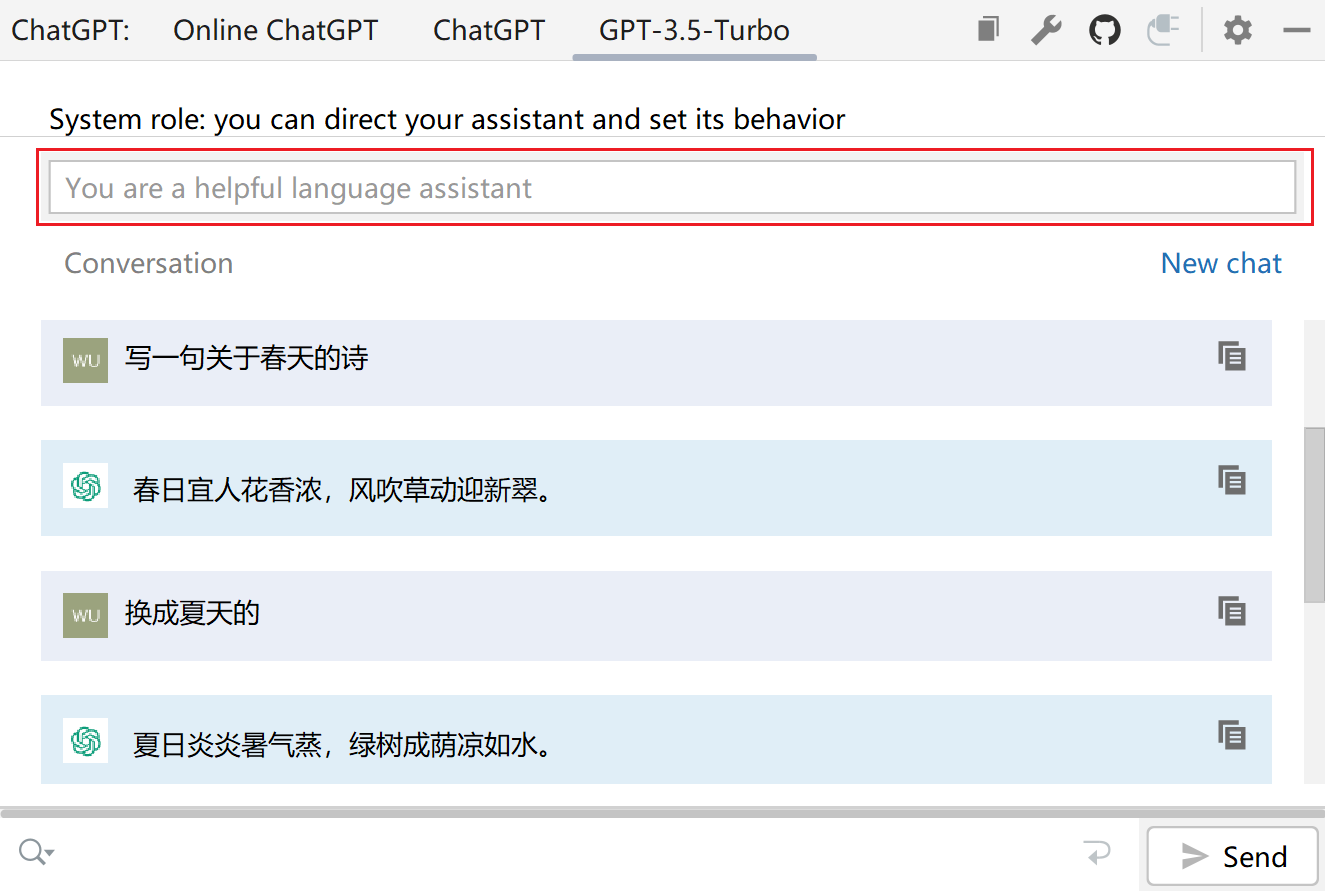 ChatGPT: Online ChatGPT ChatGPT GPT-3.5-Turbo
System role: you can direct your assistant and set its behavior
You are a helpful language assistant
Conversation New chat
WU 写一句关于春天的诗
春日宜人花香浓，风吹草动迎新翠。
WU 换成夏天的
夏日炎炎暑气蒸，绿树成荫凉如水。
Send